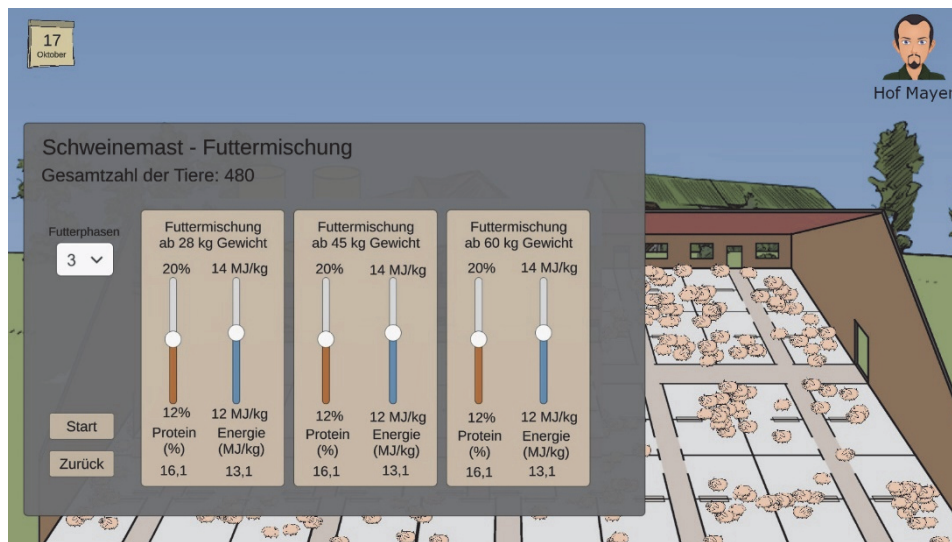 17
Oktober
Hof Mayer
Schweinemast - Futtermischung
Gesamtzahl der Tiere: 480
Futterphasen
3
Futtermischung
ab 28 kg Gewicht
20% 14 MJ/kg
12% 12 MJ/kg
Protein Energie
(%) (MJ/kg)
16,1 13,1
Futtermischung
ab 45 kg Gewicht
20% 14 MJ/kg
12% 12 MJ/kg
Protein Energie
(%) (MJ/kg)
16,1 13,1
Futtermischung
ab 60 kg Gewicht
20% 14 MJ/kg
12% 12 MJ/kg
Protein Energie
(%) (MJ/kg)
16,1 13,1
Start
Zurück